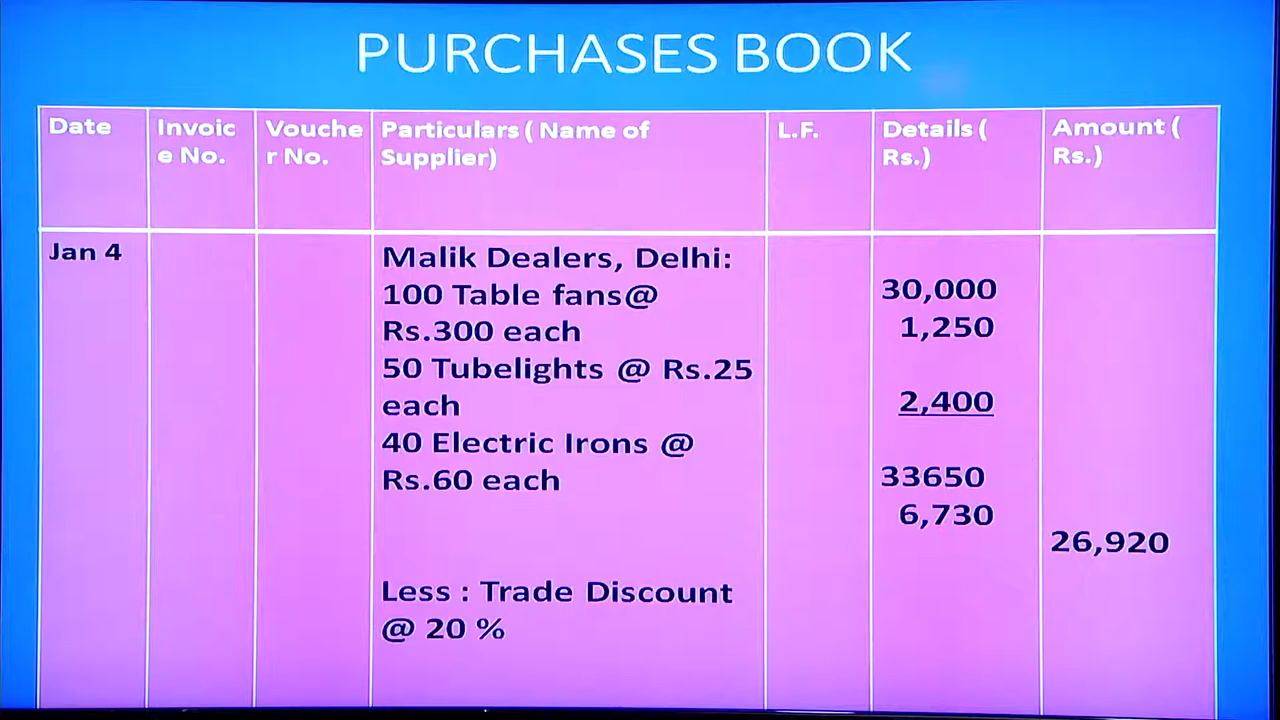 PURCHASES BOOK
Date
Invoic
e No.
Vouche
r No.
Particulars ( Name of
Supplier)
L.F.
Details (
Rs.)
Amount (
Rs.)
Jan 4
Malik Dealers, Delhi:
100 Table fans@
Rs.300 each
50 Tubelights @ Rs.25
each
40 Electric Irons @
Rs.60 each
Less : Trade Discount
@ 20 %
30,000
1,250
2,400
33650
6,730
26,920